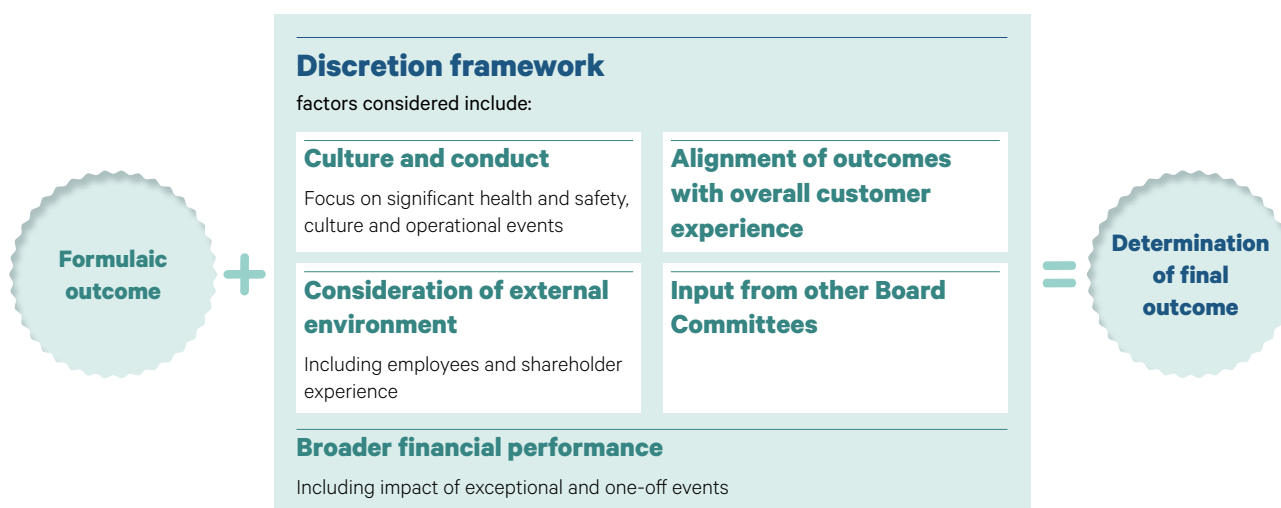 Formulaic
outcome
+
Discretion framework
factors considered include:
Culture and conduct
Focus on significant health and safety,
culture and operational events
Alignment of outcomes
with overall customer
experience
Consideration of external
environment
Including employees and shareholder
experience
Input from other Board
Committees
Broader financial performance
Including impact of exceptional and one-off events
=
Determination
of final
outcome